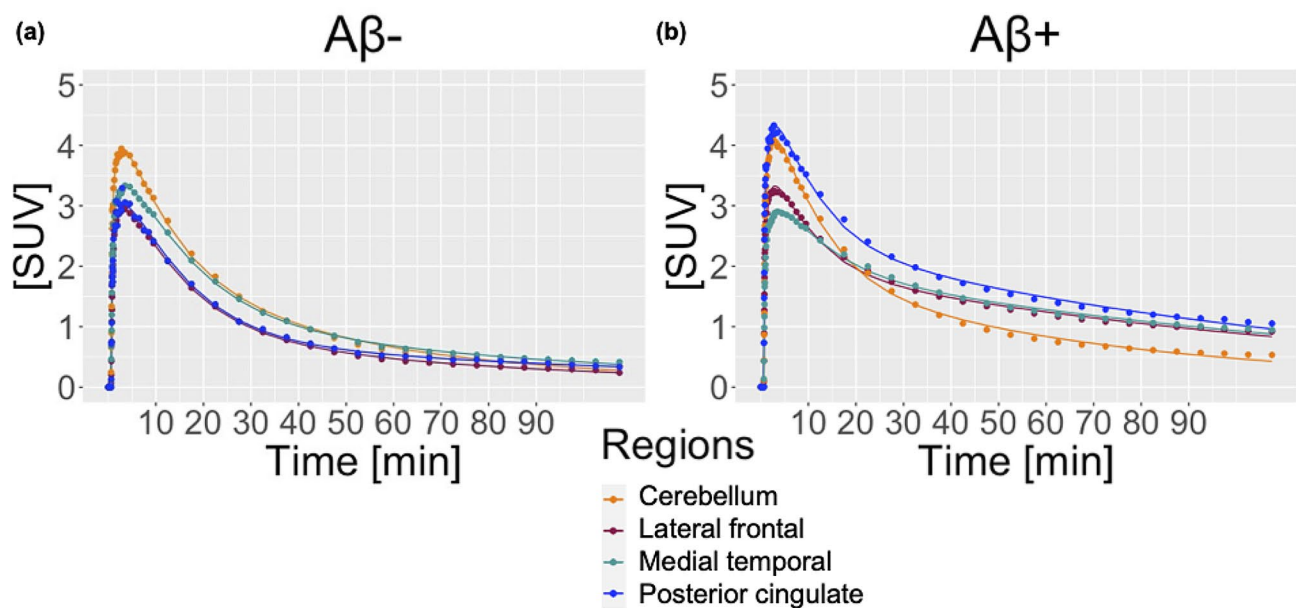 (a) Aβ-
(b) Aβ+
5
4
3
2
1
0
[SUV]
10 20 30 40 50 60 70 80 90
Time [min]
5
4
3
2
1
0
[SUV]
10 20 30 40 50 60 70 80 90
Time [min]
Regions
Cerebellum
Lateral frontal
Medial temporal
Posterior cingulate